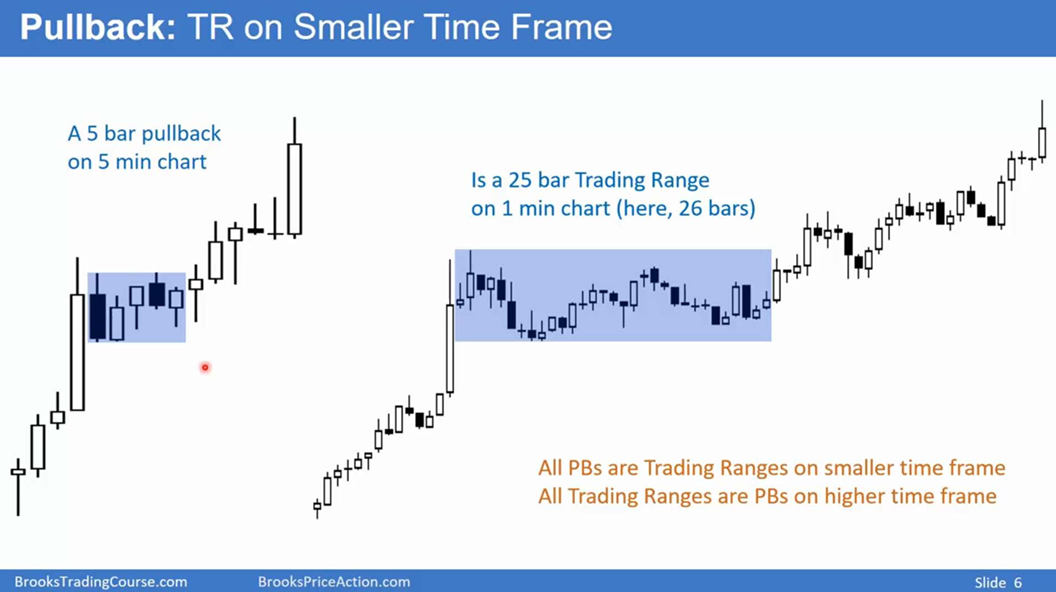 Pullback: TR on Smaller Time Frame
A 5 bar pullback
on 5 min chart
Is a 25 bar Trading Range
on 1 min chart (here, 26 bars)
All PBs are Trading Ranges on smaller time frame
All Trading Ranges are PBs on higher time frame
BrooksTradingCourse.com
BrooksPriceAction.com
Slide 6